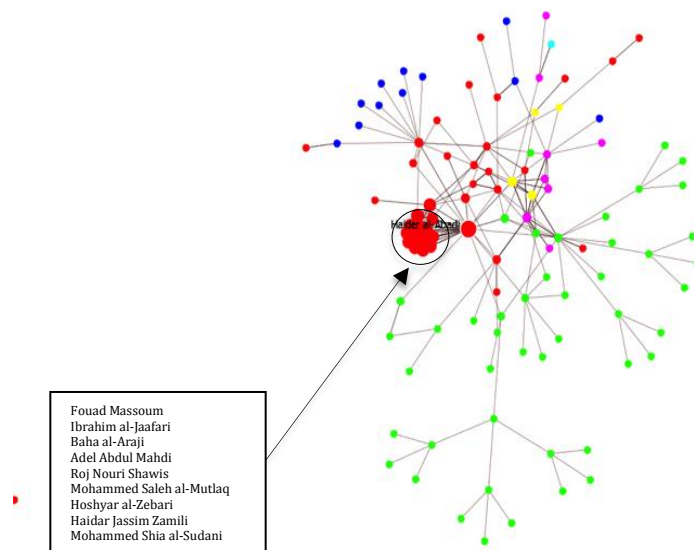 Haider al-Abadi
Fouad Massoum
Ibrahim al-Jaafari
Baha al-Araji
Adel Abdul Mahdi
Roj Nouri Shawis
Mohammed Saleh al-Mutlaq
Hoshyar al-Zebari
Haidar Jassim Zamili
Mohammed Shia al-Sudani